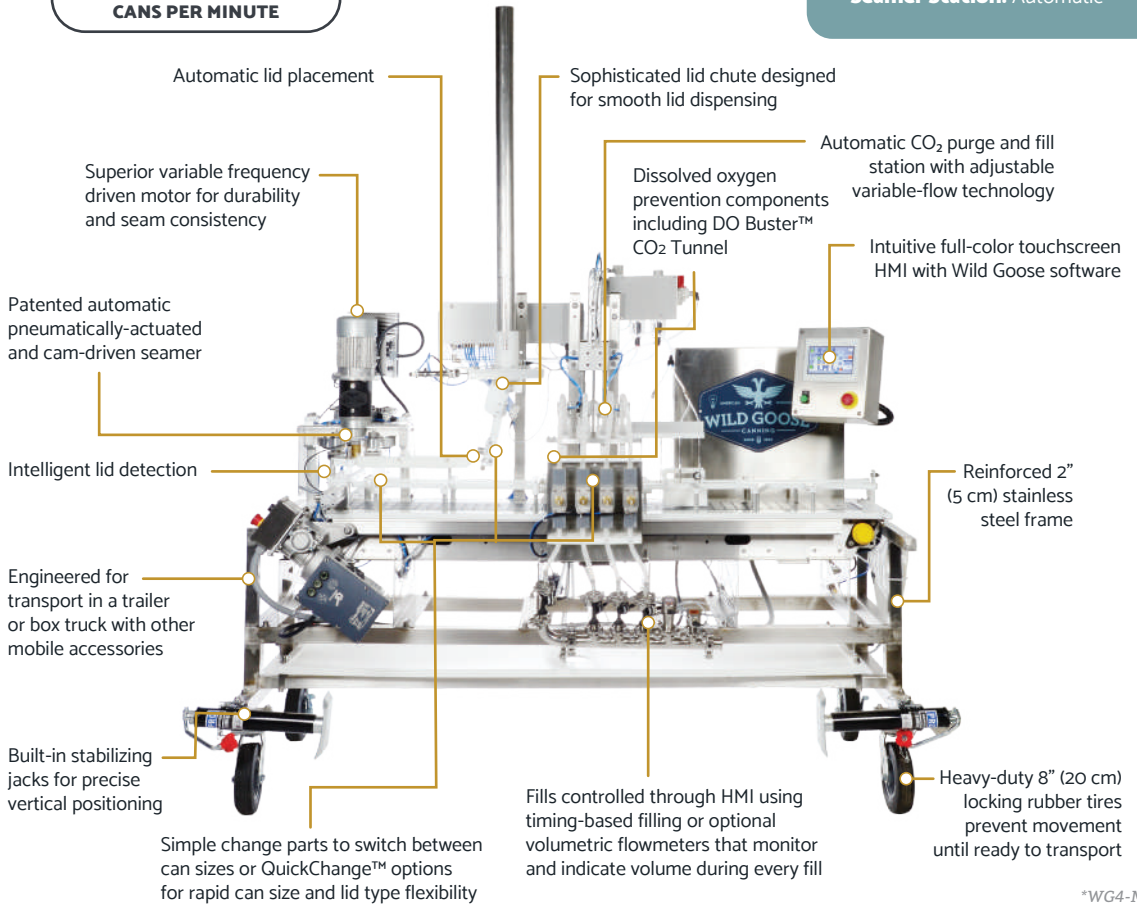 CANS PER MINUTE
Seamer Station: Automatic
Automatic lid placement
Sophisticated lid chute designed
for smooth lid dispensing
Automatic CO₂ purge and fill
station with adjustable
variable-flow technology
Superior variable frequency
driven motor for durability
and seam consistency
Dissolved oxygen
prevention components
including DO Buster™
CO2 Tunnel
Intuitive full-color touchscreen
HMI with Wild Goose software
Patented automatic
pneumatically-actuated
and cam-driven seamer
WILD GOOSE
CANNING
Intelligent lid detection
Reinforced 2”
(5 cm) stainless
steel frame
Engineered for
transport in a trailer
or box truck with other
mobile accessories
Built-in stabilizing
jacks for precise
vertical positioning
Simple change parts to switch between
can sizes or QuickChange™ options
for rapid can size and lid type flexibility
Fills controlled through HMI using
timing-based filling or optional
volumetric flowmeters that monitor
and indicate volume during every fill
Heavy-duty 8” (20 cm)
locking rubber tires
prevent movement
until ready to transport